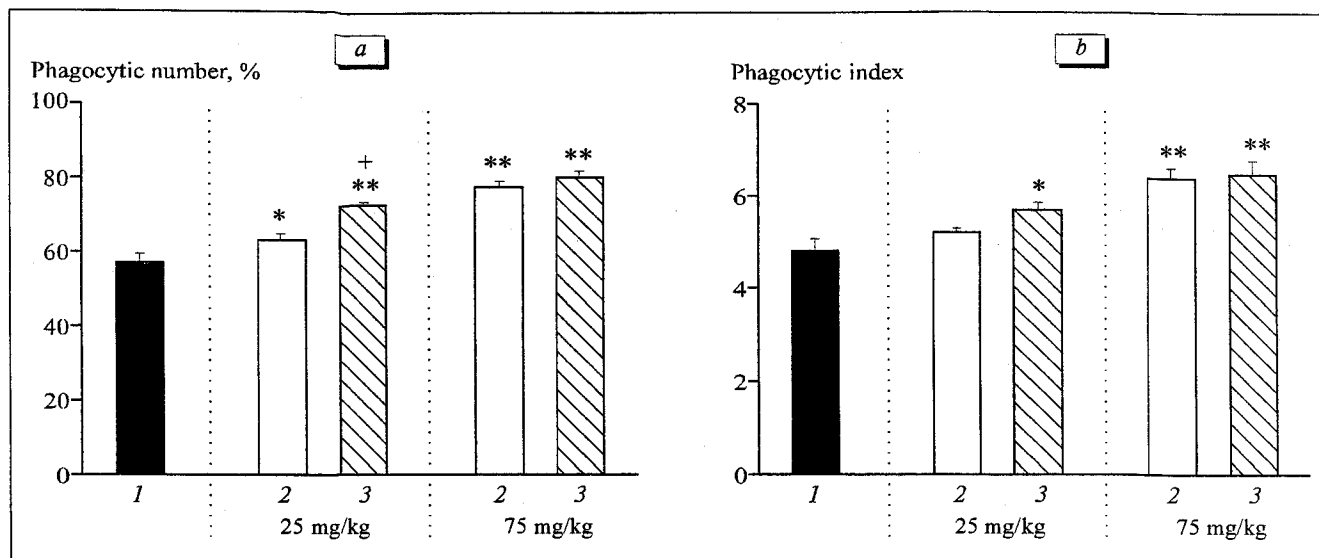 a
Phagocytic number, %
100
80
60
40
20
0
*
+
**
**
**
1 2 3 2 3
25 mg/kg 75 mg/kg
b
Phagocytic index
8
6
4
2
0
*
**
**
1 2 3 2 3
25 mg/kg 75 mg/kg